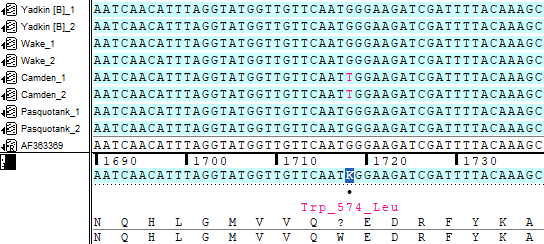 Yadkin [B]_1 AATCAACATTTAGGTATGGTTGTTCAATGGGAAGATCGATTTTACAAAGC
Yadkin [B]_2 AATCAACATTTAGGTATGGTTGTTCAATGGGAAGATCGATTTTACAAAGC
Wake_1 AATCAACATTTAGGTATGGTTGTTCAATGGGAAGATCGATTTTACAAAGC
Wake_2 AATCAACATTTAGGTATGGTTGTTCAATGGGAAGATCGATTTTACAAAGC
Camden_1 AATCAACATTTAGGTATGGTTGTTCAATTGGAAGATCGATTTTACAAAGC
Camden_2 AATCAACATTTAGGTATGGTTGTTCAATTGGAAGATCGATTTTACAAAGC
Pasquotank_1 AATCAACATTTAGGTATGGTTGTTCAATGGGAAGATCGATTTTACAAAGC
Pasquotank_2 AATCAACATTTAGGTATGGTTGTTCAATGGGAAGATCGATTTTACAAAGC
AF363369 AATCAACATTTAGGTATGGTTGTTCAATGGGAAGATCGATTTTACAAAGC
1690 1700 1710 1720 1730
AATCAACATTTAGGTATGGTTGTTCAATKGGAAGATCGATTTTACAAAGC
Trp_574_Leu
N Q H L G M V V Q ? E D R F Y K A
N Q H L G M V V Q W E D R F Y K A